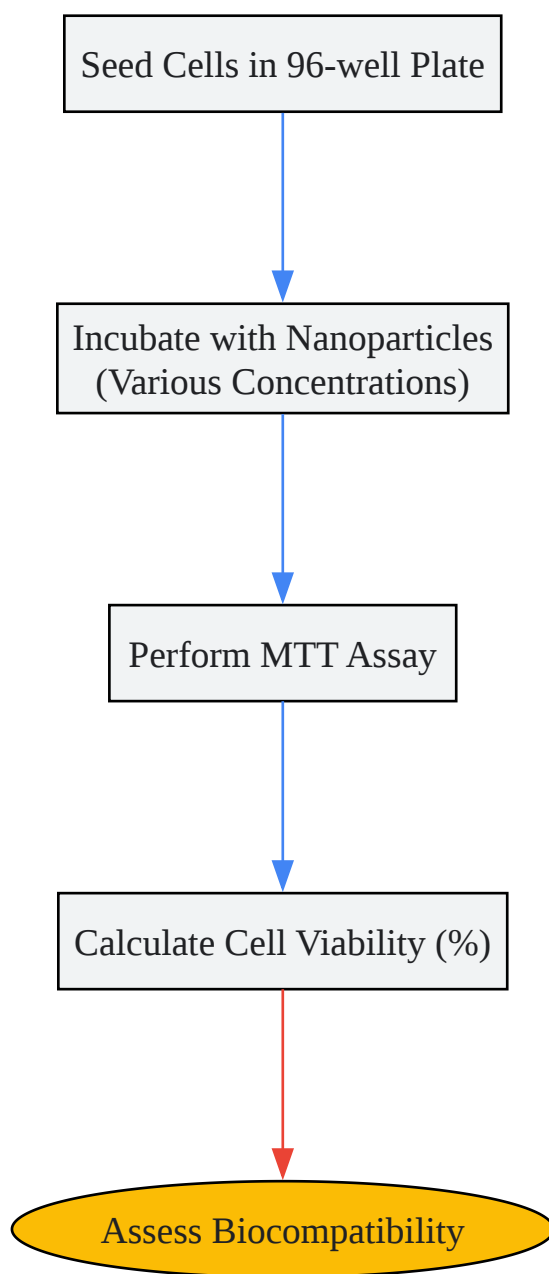 Seed Cells in 96-well Plate
Incubate with Nanoparticles
(Various Concentrations)
Perform MTT Assay
Calculate Cell Viability (%)
Assess Biocompatibility